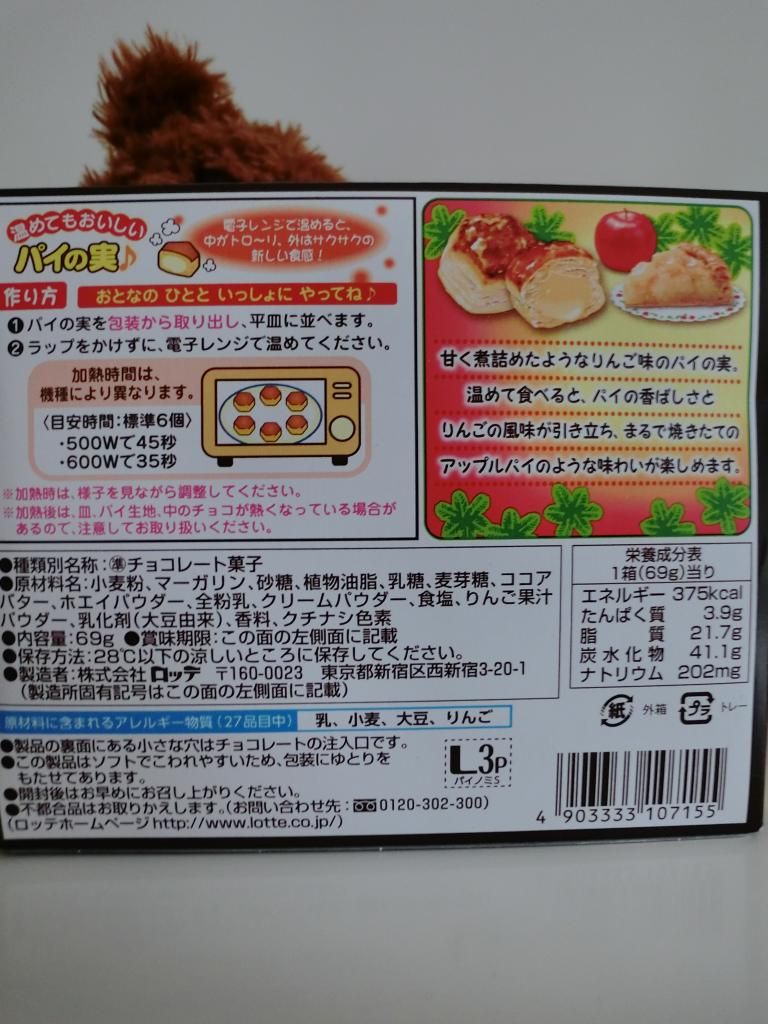 温めてもおいしい
パイの実♪
電子レンジで温めると、
中がトロ〜リ、外はサクサクの
新しい食感!
作り方
おとなの ひとと いっしょに やってね♪
❶パイの実を包装から取り出し、平皿に並べます。
❷ラップをかけずに、電子レンジで温めてください。
加熱時間は、
機種により異なります。
〈目安時間:標準6個〉
・500Wで45秒
・600Wで35秒
※加熱時は、様子を見ながら調整してください。
※加熱後は、皿、パイ生地、中のチョコが熱くなっている場合が
あるので、注意してお取り扱いください。
甘く煮詰めたようなりんご味のパイの実。
温めて食べると、パイの香ばしさと
りんごの風味が引き立ち、まるで焼きたての
アップルパイのような味わいが楽しめます。
●種類別名称:㊜チョコレート菓子
●原材料名:小麦粉、マーガリン、砂糖、植物油脂、乳糖、麦芽糖、ココア
バター、ホエイパウダー、全粉乳、クリームパウダー、食塩、りんご果汁
パウダー、乳化剤(大豆由来)、香料、クチナシ色素
●内容量:69g ●賞味期限:この面の左側面に記載
●保存方法:28℃以下の涼しいところに保存してください。
●製造者:株式会社 ロッテ 〒160-0023 東京都新宿区西新宿3-20-1
(製造所固有記号はこの面の左側面に記載)
栄養成分表
1箱(69g)当り
エネルギー 375kcal
たんぱく質 3.9g
脂質 21.7g
炭水化物 41.1g
ナトリウム 202mg
原材料に含まれるアレルギー物質(27品目中) 乳、小麦、大豆、りんご
紙 外箱 プラ トレー
●製品の裏面にある小さな穴はチョコレートの注入口です。
●この製品はソフトでこわれやすいため、包装にゆとりを
もたせてあります。
●開封後はお早めにお召し上がりください。
●不都合品はお取りかえします。(お問い合わせ先:0120-302-300)
(ロッテホームページhttp://www.lotte.co.jp/)
L3P
パイノミS
4 903333 107155